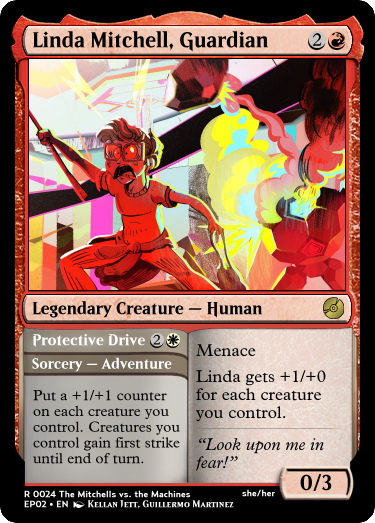 Linda Mitchell, Guardian 2
Legendary Creature — Human
Protective Drive 2
Sorcery — Adventure
Put a +1/+1 counter
on each creature you
control. Creatures you
control gain first strike
until end of turn.
Menace
Linda gets +1/+0
for each creature
you control.
“Look upon me in
fear!”
0/3
R 0024 The Mitchells vs. the Machines she/her
EP02 • EN Kellan Jett, Guillermo Martinez